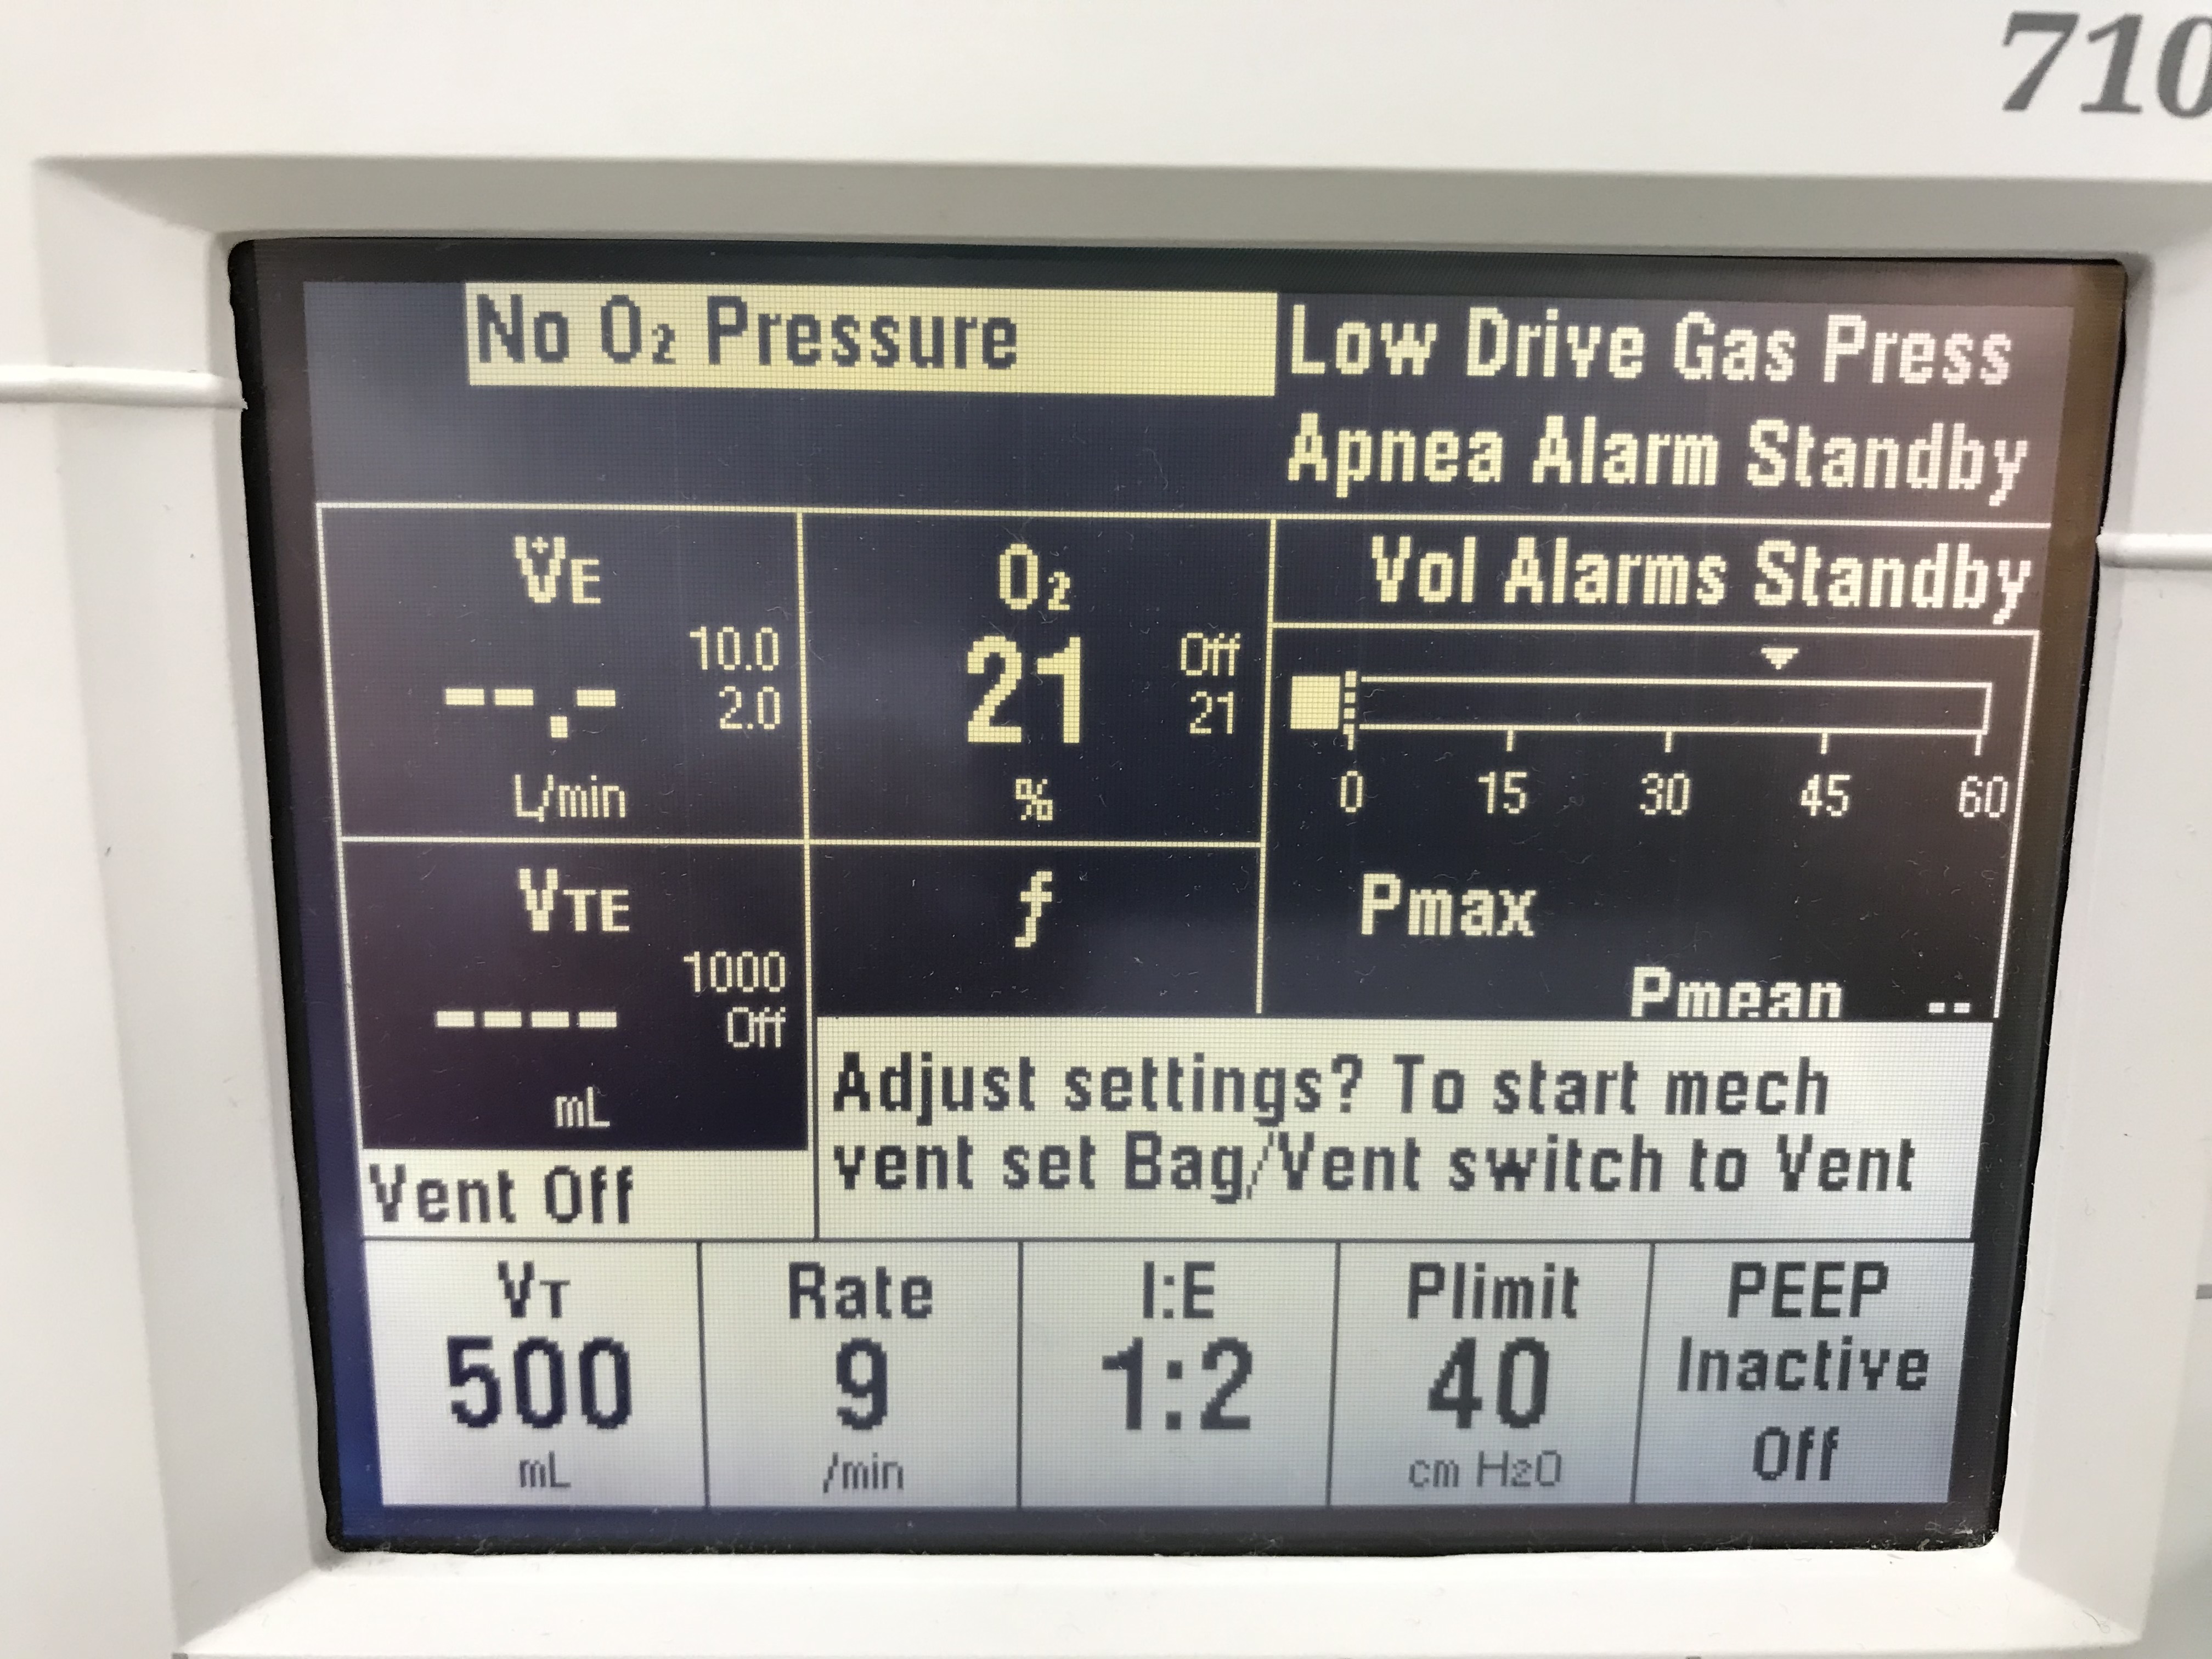 710
No O₂ Pressure
Low Drive Gas Press
Apnea Alarm Standby
Vol Alarms Standby
V̇E
10.0
--.-
2.0
L/min
O₂
21
Off
21
%
0 15 30 45 60
VTE
1000
----
Off
mL
f
Pmax
Pmean --
Adjust settings? To start mech
vent set Bag/Vent switch to Vent
Vent Off
VT
500
mL
Rate
9
/min
I:E
1:2
Plimit
40
cm H₂O
PEEP
Inactive
Off